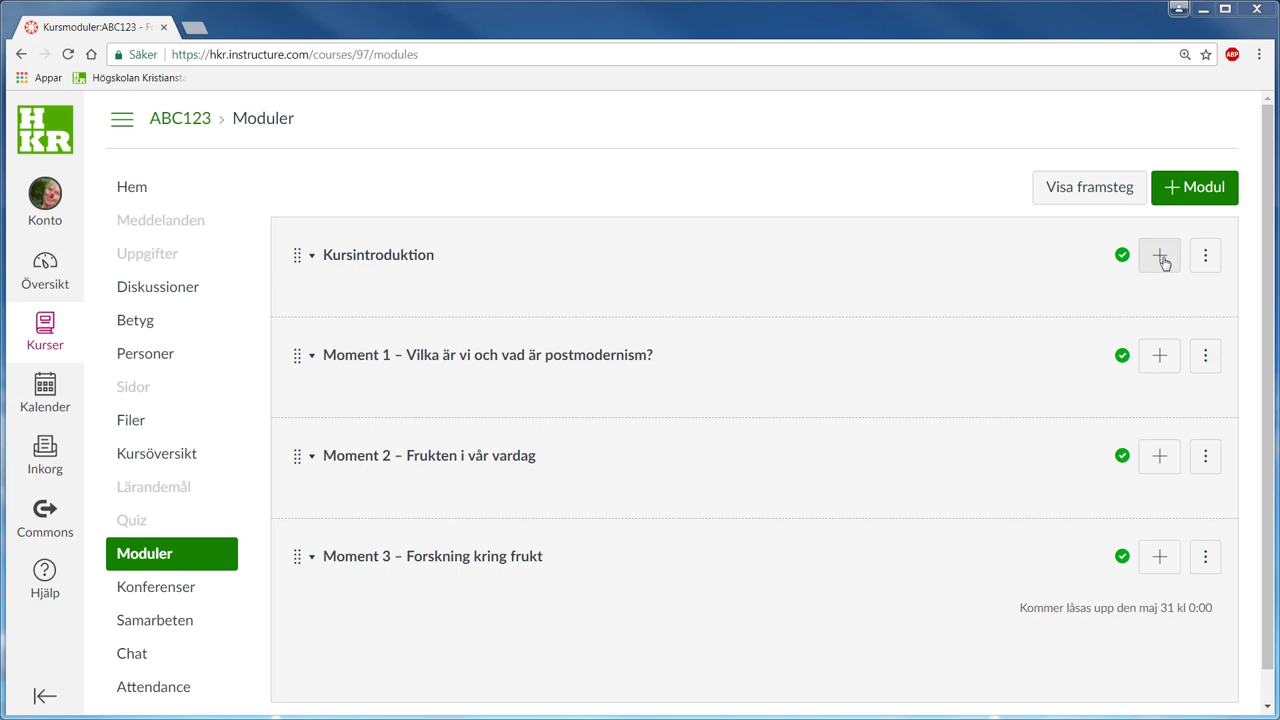 Kursmoduler:ABC123 - F
Säker
https://hkr.instructure.com/courses/97/modules
ABP
Appar
Högskolan Kristiansta
H
KR
ABC123 › Moduler
Konto
Översikt
Kurser
Kalender
Inkorg
Commons
Hjälp
Hem
Meddelanden
Uppgifter
Diskussioner
Betyg
Personer
Sidor
Filer
Kursöversikt
Lärandemål
Quiz
Moduler
Konferenser
Samarbeten
Chat
Attendance
Visa framsteg
+ Modul
Kursintroduktion
Moment 1 – Vilka är vi och vad är postmodernism?
Moment 2 – Frukten i vår vardag
Moment 3 – Forskning kring frukt
Kommer låsas upp den maj 31 kl 0:00